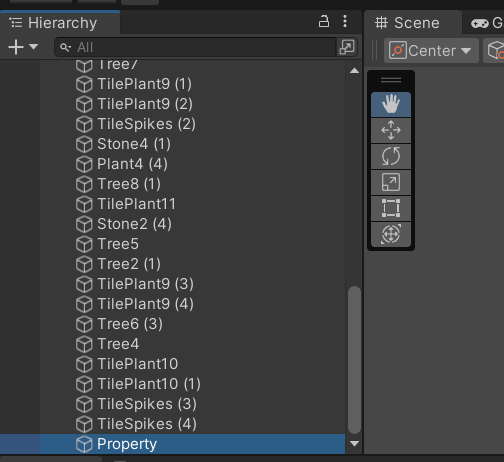 Hierarchy
All
Tree7
TilePlant9 (1)
TilePlant9 (2)
TileSpikes (2)
Stone4 (1)
Plant4 (4)
Tree8 (1)
TilePlant11
Stone2 (4)
Tree5
Tree2 (1)
TilePlant9 (3)
TilePlant9 (4)
Tree6 (3)
Tree4
TilePlant10
TilePlant10 (1)
TileSpikes (3)
TileSpikes (4)
Property
Scene
G
Center